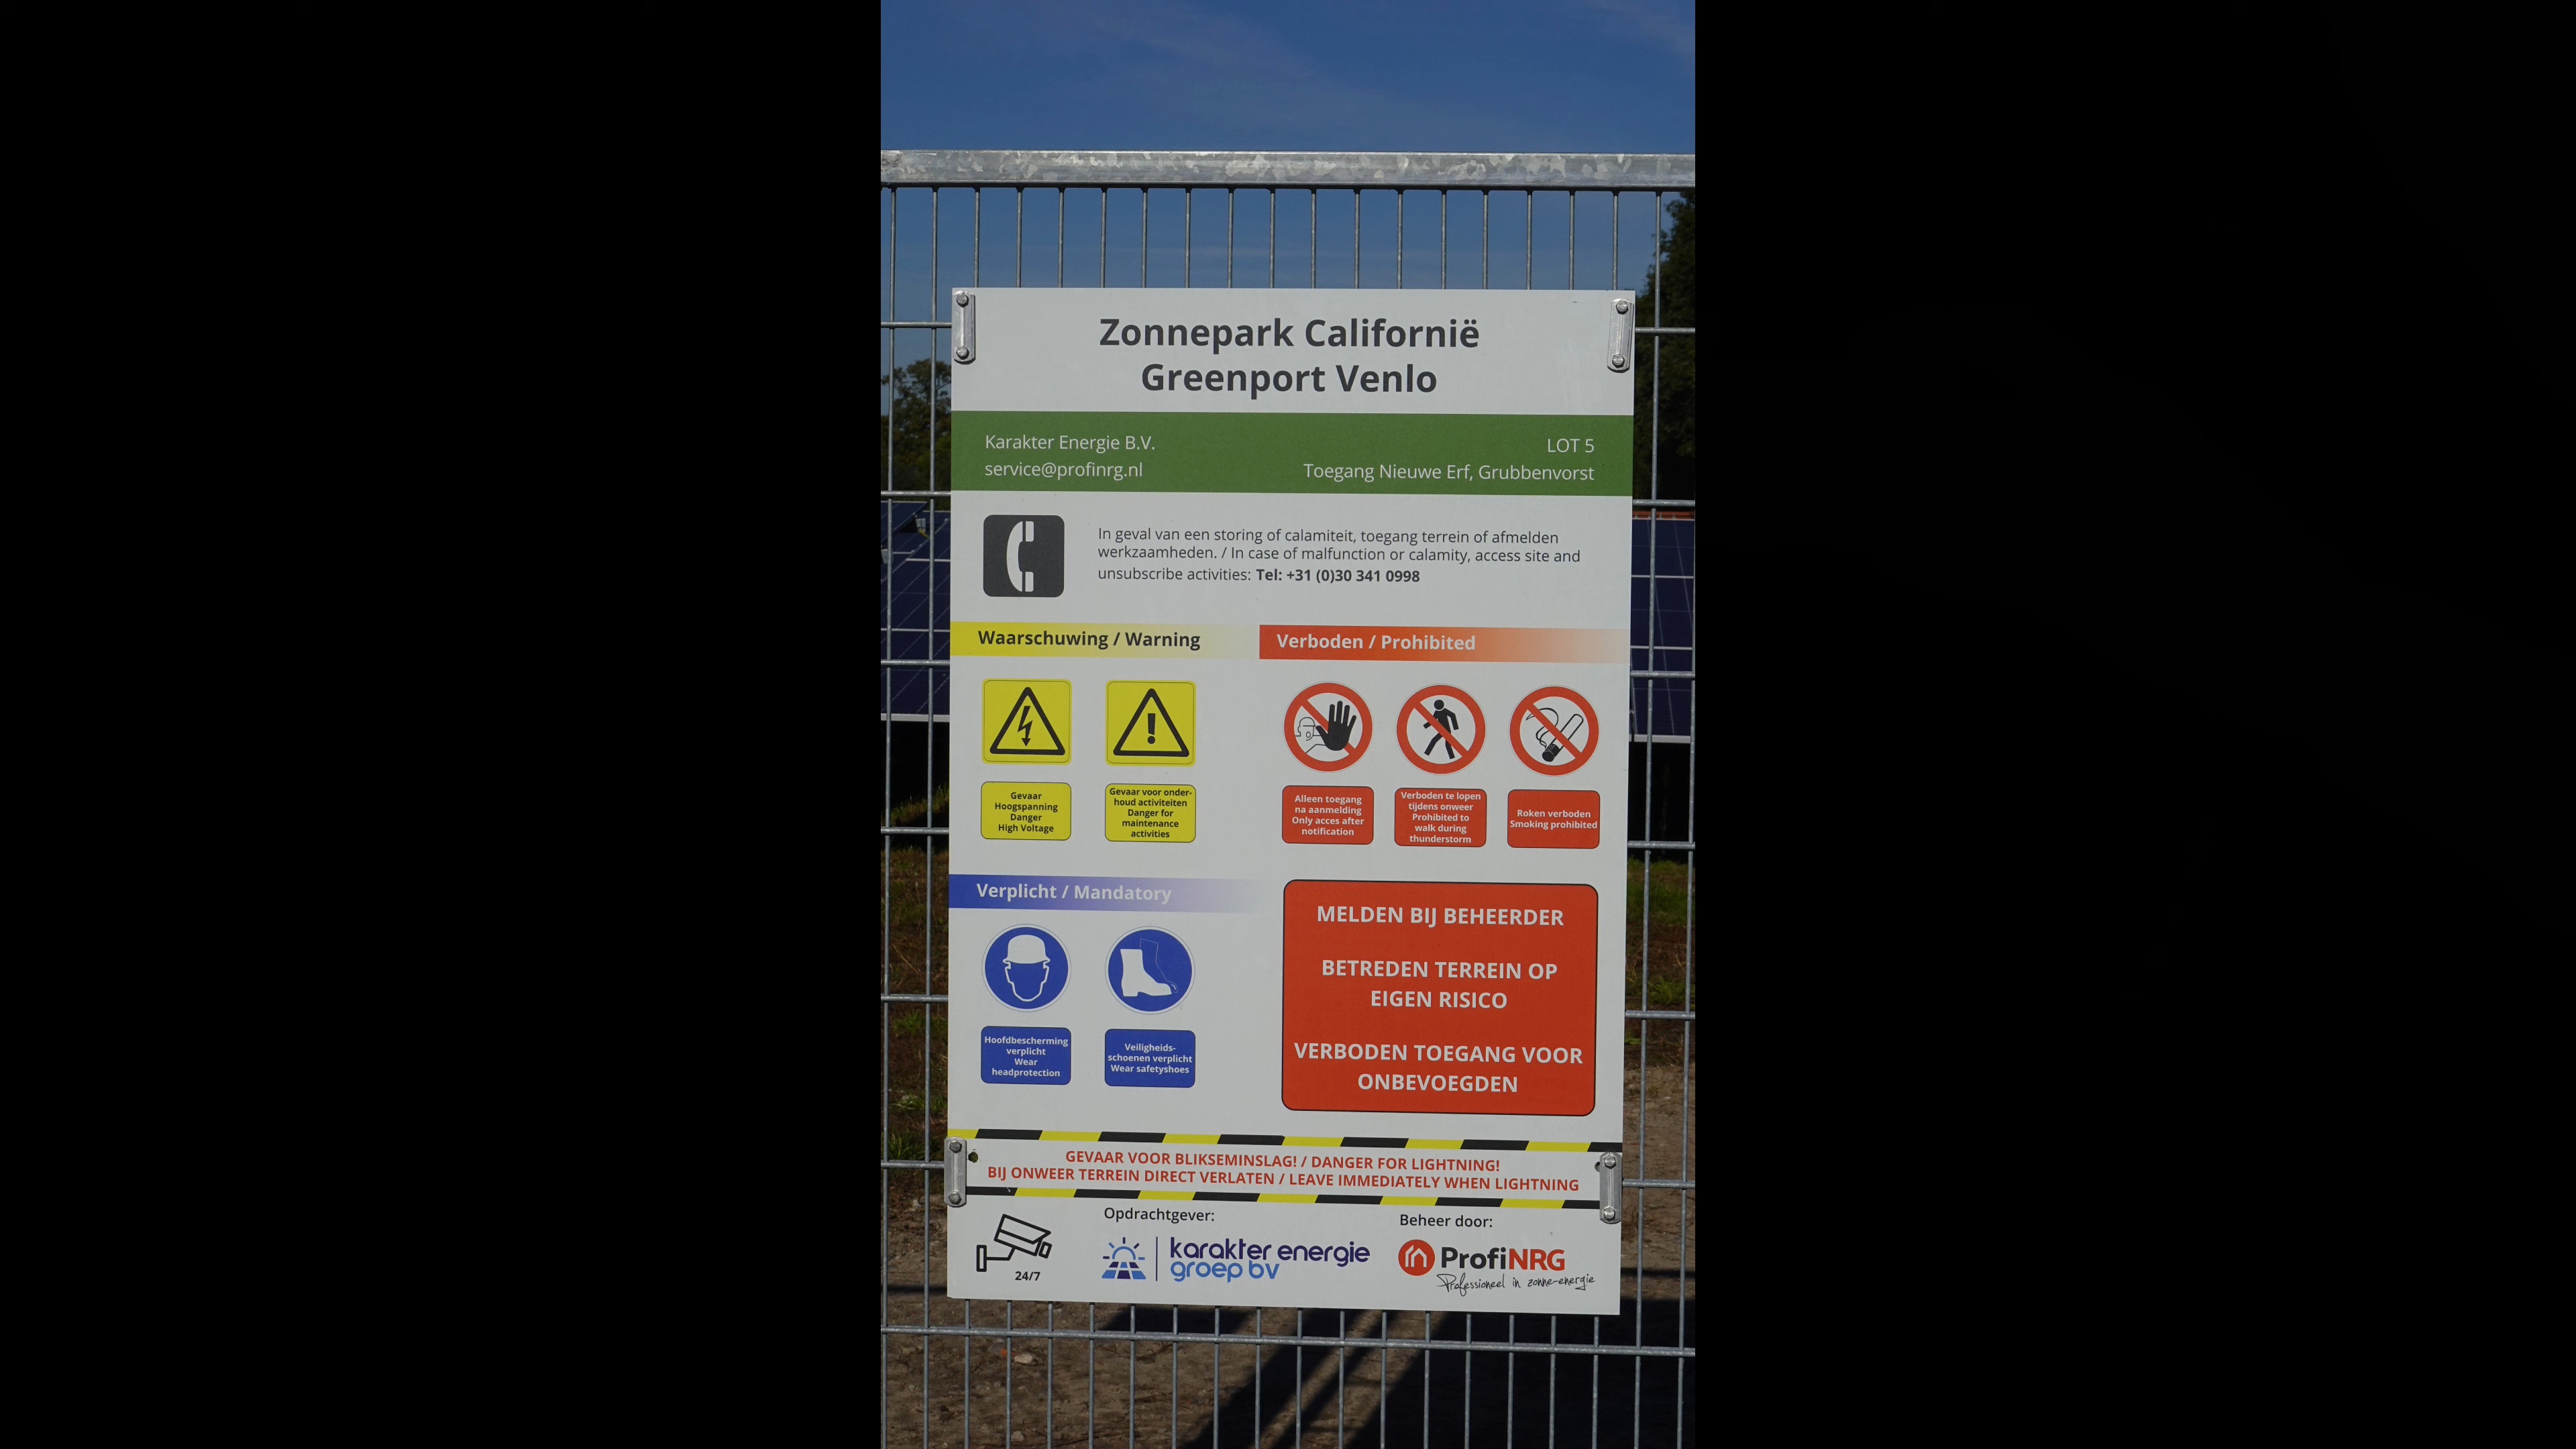 Zonnepark Californië
Greenport Venlo
Karakter Energie B.V.
service@profinrg.nl
LOT 5
Toegang Nieuwe Erf, Grubbenvorst
In geval van een storing of calamiteit, toegang terrein of afmelden
werkzaamheden. / In case of malfunction or calamity, access site and
unsubscribe activities: Tel: +31 (0)30 341 0998
Waarschuwing / Warning
Gevaar
Hoogspanning
Danger
High Voltage
Gevaar voor onder-
houd activiteiten
Danger for
maintenance
activities
Verboden / Prohibited
Alleen toegang
na aanmelding
Only acces after
notification
Verboden te lopen
tijdens onweer
Prohibited to
walk during
thunderstorm
Roken verboden
Smoking prohibited
Verplicht / Mandatory
Hoofdbescherming
verplicht
Wear
headprotection
Veiligheids-
schoenen verplicht
Wear safetyshoes
MELDEN BIJ BEHEERDER
BETREDEN TERREIN OP
EIGEN RISICO
VERBODEN TOEGANG VOOR
ONBEVOEGDEN
GEVAAR VOOR BLIKSEMINSLAG! / DANGER FOR LIGHTNING!
BIJ ONWEER TERREIN DIRECT VERLATEN / LEAVE IMMEDIATELY WHEN LIGHTNING
24/7
Opdrachtgever:
karakter energie
groep bv
Beheer door:
ProfiNRG
Professioneel in zonne-energie